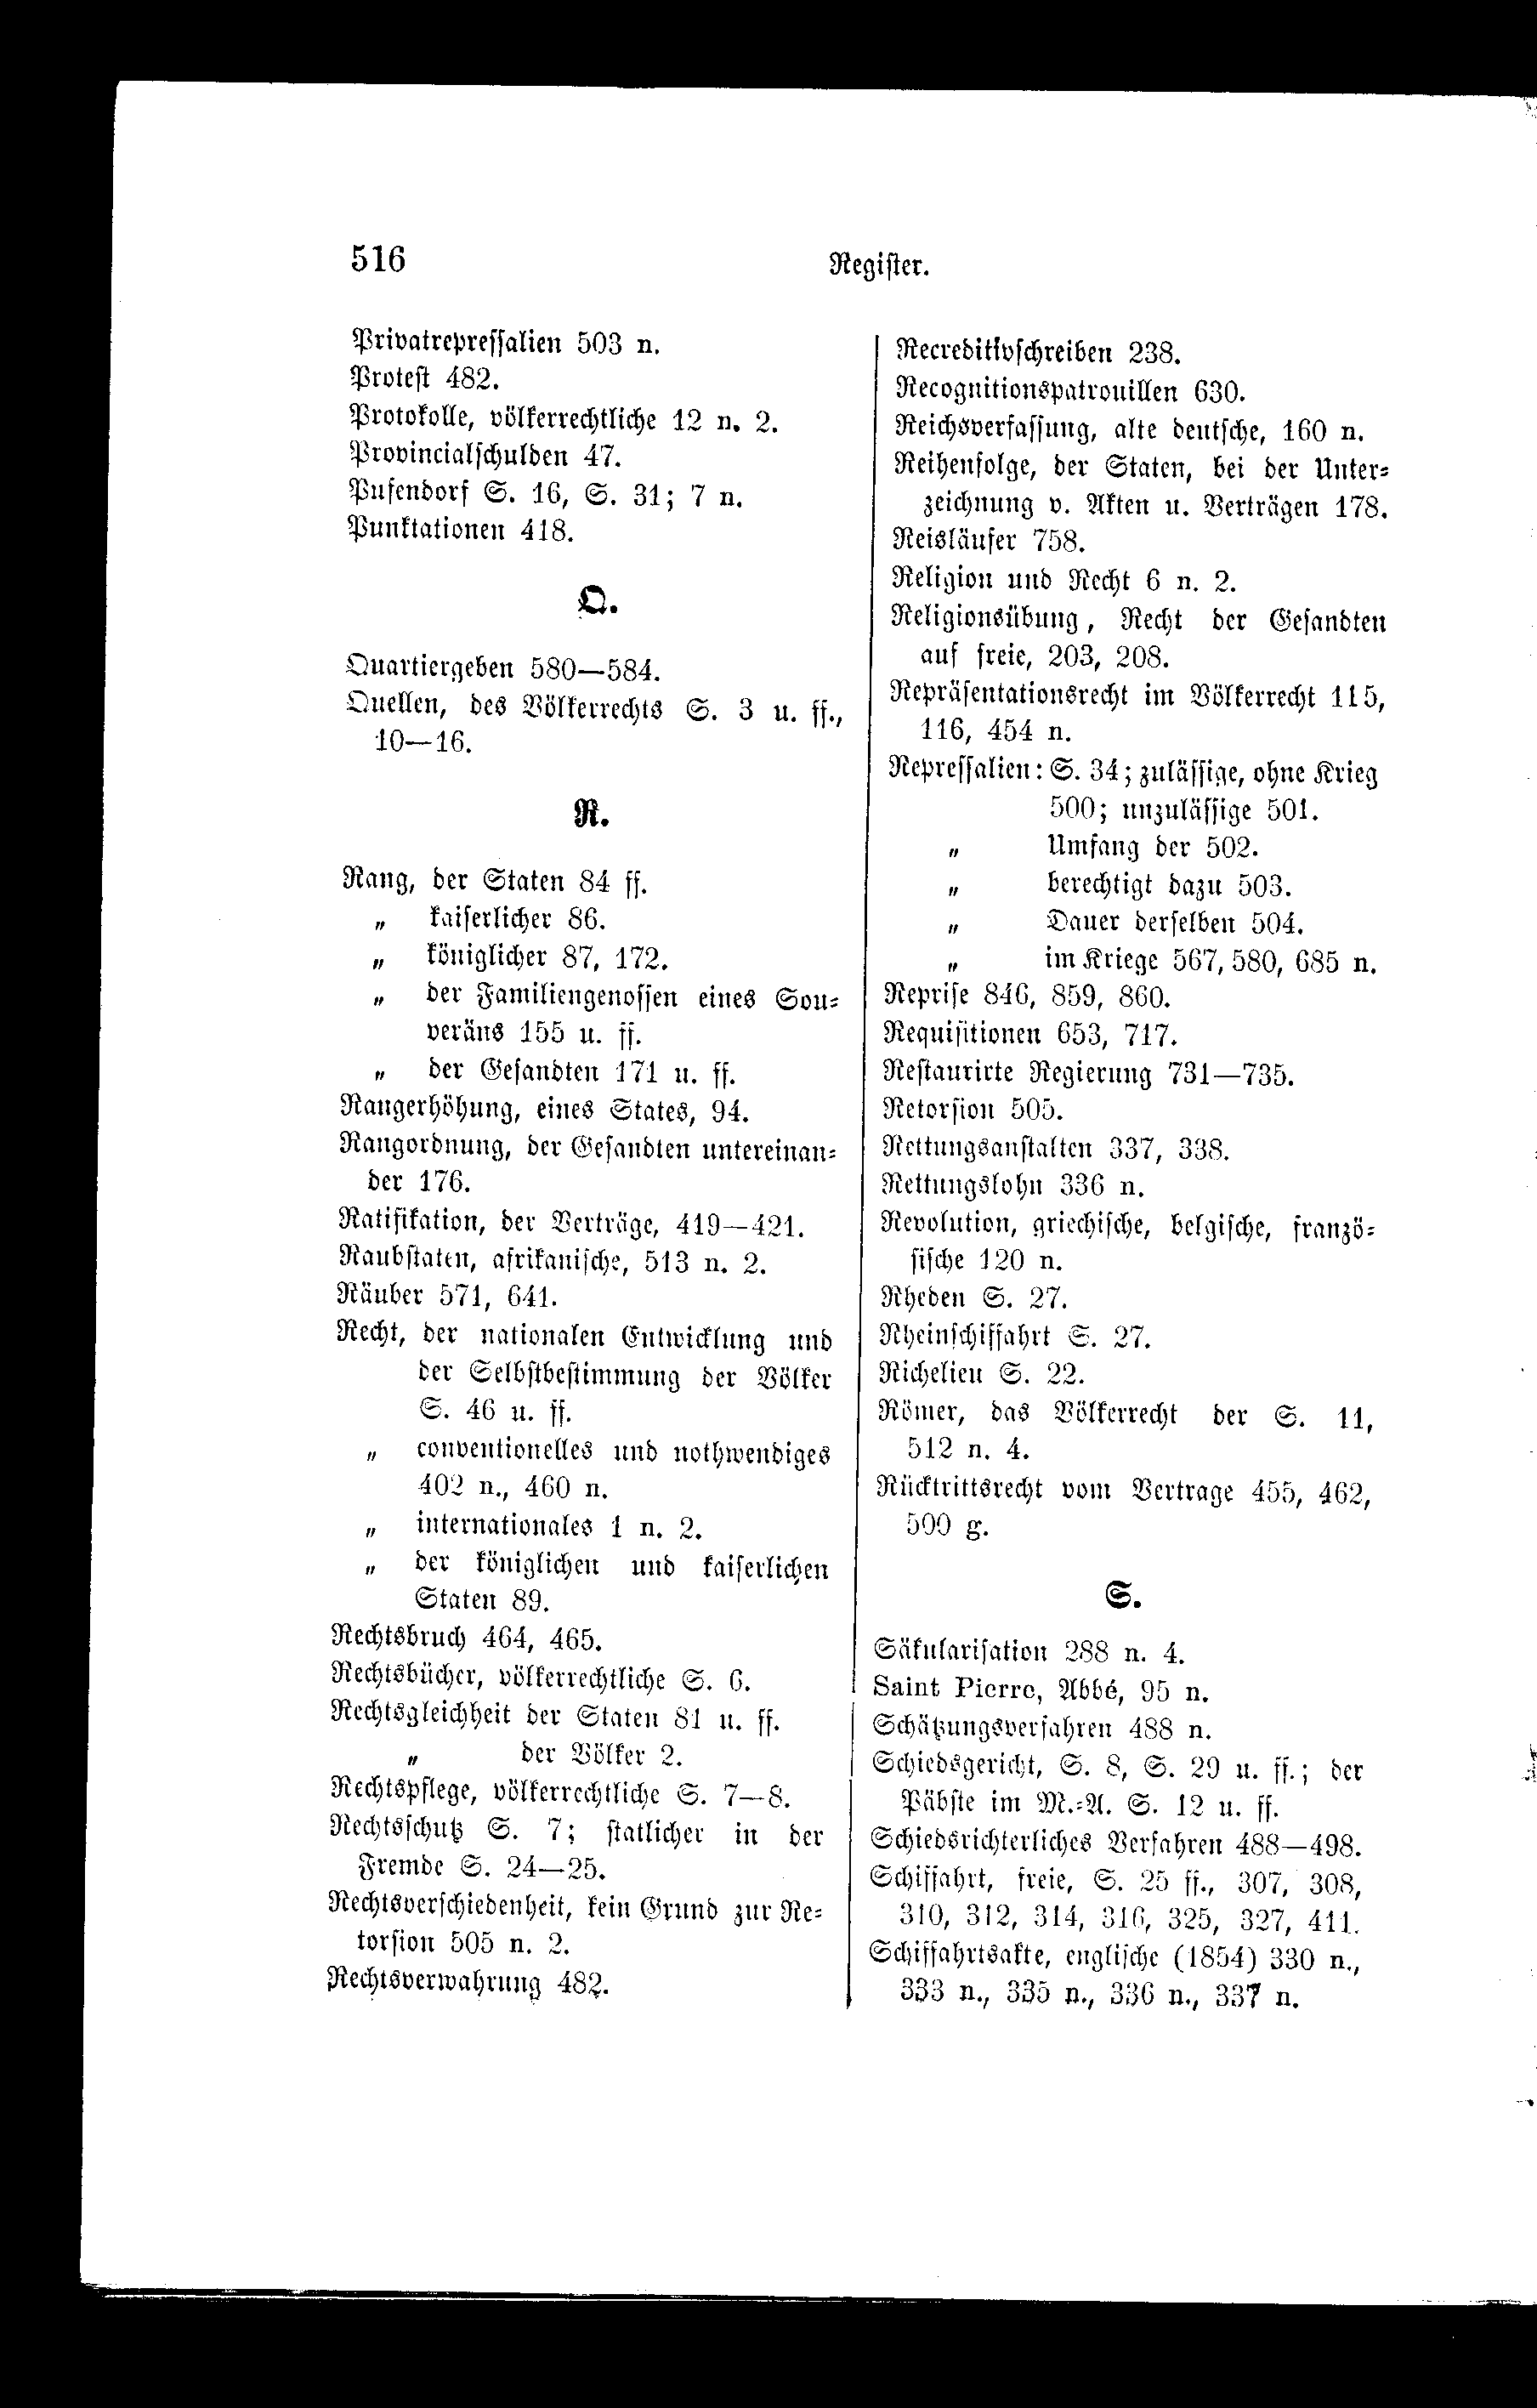 516
Register.
Privatrepressalien 503 n.
Protest 482.
Protokolle, völkerrechtliche 12 n. 2.
Provincialschulden 47.
Pufendorf S. 16, S. 31; 7 n.
Punktationen 418.
Q.
Quartiergeben 580—584.
Quellen, des Völkerrechts S. 3 u. ff.,
10—16.
R.
Rang, der Staten 84 ff.
„ kaiserlicher 86.
„ königlicher 87, 172.
„ der Familiengenossen eines Sou-
veräns 155 u. ff.
„ der Gesandten 171 u. ff.
Rangerhöhung, eines States, 94.
Rangordnung, der Gesandten untereinan-
der 176.
Ratifikation, der Verträge, 419—421.
Raubstaten, afrikanische, 513 n. 2.
Räuber 571, 641.
Recht, der nationalen Entwicklung und
der Selbstbestimmung der Völker
S. 46 u. ff.
„ conventionelles und nothwendiges
402 n., 460 n.
„ internationales 1 n. 2.
„ der königlichen und kaiserlichen
Staten 89.
Rechtsbruch 464, 465.
Rechtsbücher, völkerrechtliche S. 6.
Rechtsgleichheit der Staten 81 u. ff.
„ der Völker 2.
Rechtspflege, völkerrechtliche S. 7—8.
Rechtsschutz S. 7; statlicher in der
Fremde S. 24—25.
Rechtsverschiedenheit, kein Grund zur Re-
torsion 505 n. 2.
Rechtsverwahrung 482.
Recreditivschreiben 238.
Recognitionspatrouillen 630.
Reichsverfassung, alte deutsche, 160 n.
Reihenfolge, der Staten, bei der Unter-
zeichnung v. Akten u. Verträgen 178.
Reisläufer 758.
Religion und Recht 6 n. 2.
Religionsübung, Recht der Gesandten
auf freie, 203, 208.
Repräsentationsrecht im Völkerrecht 115,
116, 454 n.
Repressalien: S. 34; zulässige, ohne Krieg
500; unzulässige 501.
„ Umfang der 502.
„ berechtigt dazu 503.
„ Dauer derselben 504.
„ im Kriege 567, 580, 685 n.
Reprise 846, 859, 860.
Requisitionen 653, 717.
Restaurirte Regierung 731—735.
Retorsion 505.
Rettungsanstalten 337, 338.
Rettungslohn 336 n.
Revolution, griechische, belgische, franzö-
sische 120 n.
Rheden S. 27.
Rheinschiffahrt S. 27.
Richelieu S. 22.
Römer, das Völkerrecht der S. 11,
512 n. 4.
Rücktrittsrecht vom Vertrage 455, 462,
500 g.
S.
Säkularisation 288 n. 4.
Saint Pierre, Abbé, 95 n.
Schätzungsverfahren 488 n.
Schiedsgericht, S. 8, S. 29 u. ff.; der
Päbste im M.-A. S. 12 u. ff.
Schiedsrichterliches Verfahren 488—498.
Schiffahrt, freie, S. 25 ff., 307, 308,
310, 312, 314, 316, 325, 327, 411.
Schiffahrtsakte, englische (1854) 330 n.,
333 n., 335 n., 336 n., 337 n.